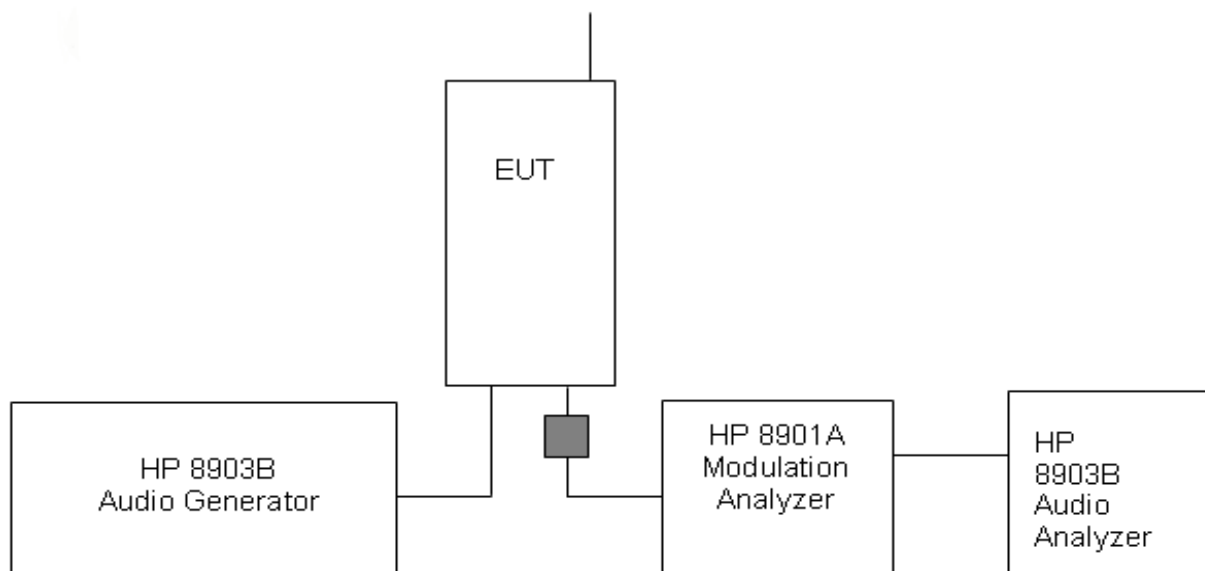 EUT
HP 8903B
Audio Generator
HP 8901A
Modulation
Analyzer
HP
8903B
Audio
Analyzer